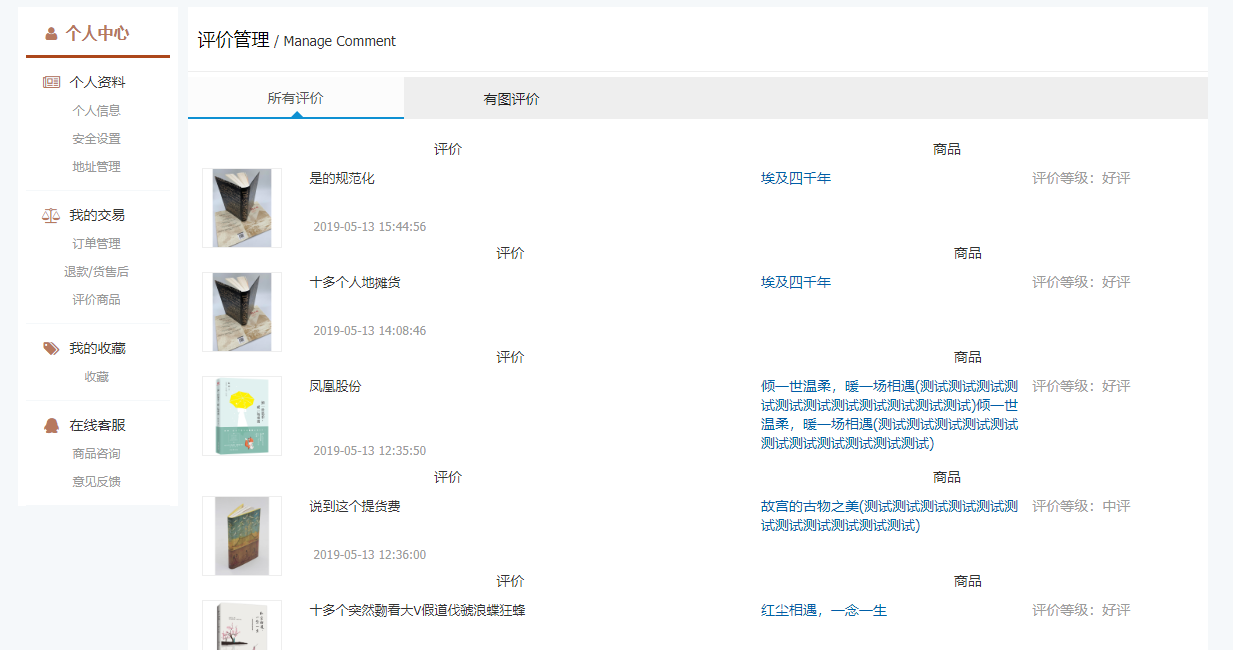 个人中心
个人资料
个人信息
安全设置
地址管理
我的交易
订单管理
退款/货售后
评价商品
我的收藏
收藏
在线客服
商品咨询
意见反馈
评价管理 / Manage Comment
所有评价 有图评价
评价 商品
是的规范化 埃及四千年 评价等级：好评
2019-05-13 15:44:56
评价 商品
十多个人地摊货 埃及四千年 评价等级：好评
2019-05-13 14:08:46
评价 商品
凤凰股份 倾一世温柔，暖一场相遇(测试测试测试测 评价等级：好评
试测试测试测试测试测试测试测试)倾一世
温柔，暖一场相遇(测试测试测试测试测试
测试测试测试测试测试测试)
2019-05-13 12:35:50
评价 商品
说到这个提货费 故宫的古物之美(测试测试测试测试测试测 评价等级：中评
试测试测试测试测试测试)
2019-05-13 12:36:00
评价 商品
十多个突然覅看大V假道伐虢浪蝶狂蜂 红尘相遇，一念一生 评价等级：好评